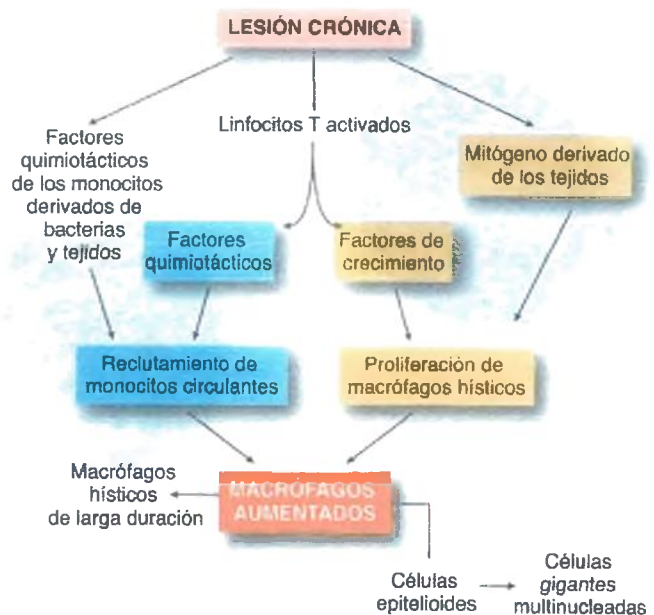 LESIÓN CRÓNICA
Linfocitos T activados
Factores
quimiotácticos
de los monocitos
derivados de
bacterias
y tejidos
Mitógeno derivado
de los tejidos
Factores
quimiotácticos
Factores de
crecimiento
Reclutamiento de
monocitos circulantes
Proliferación de
macrófagos hísticos
Macrófagos
hísticos
de larga duración
MACRÓFAGOS
AUMENTADOS
Células
epitelioides
Células
gigantes
multinucleadas